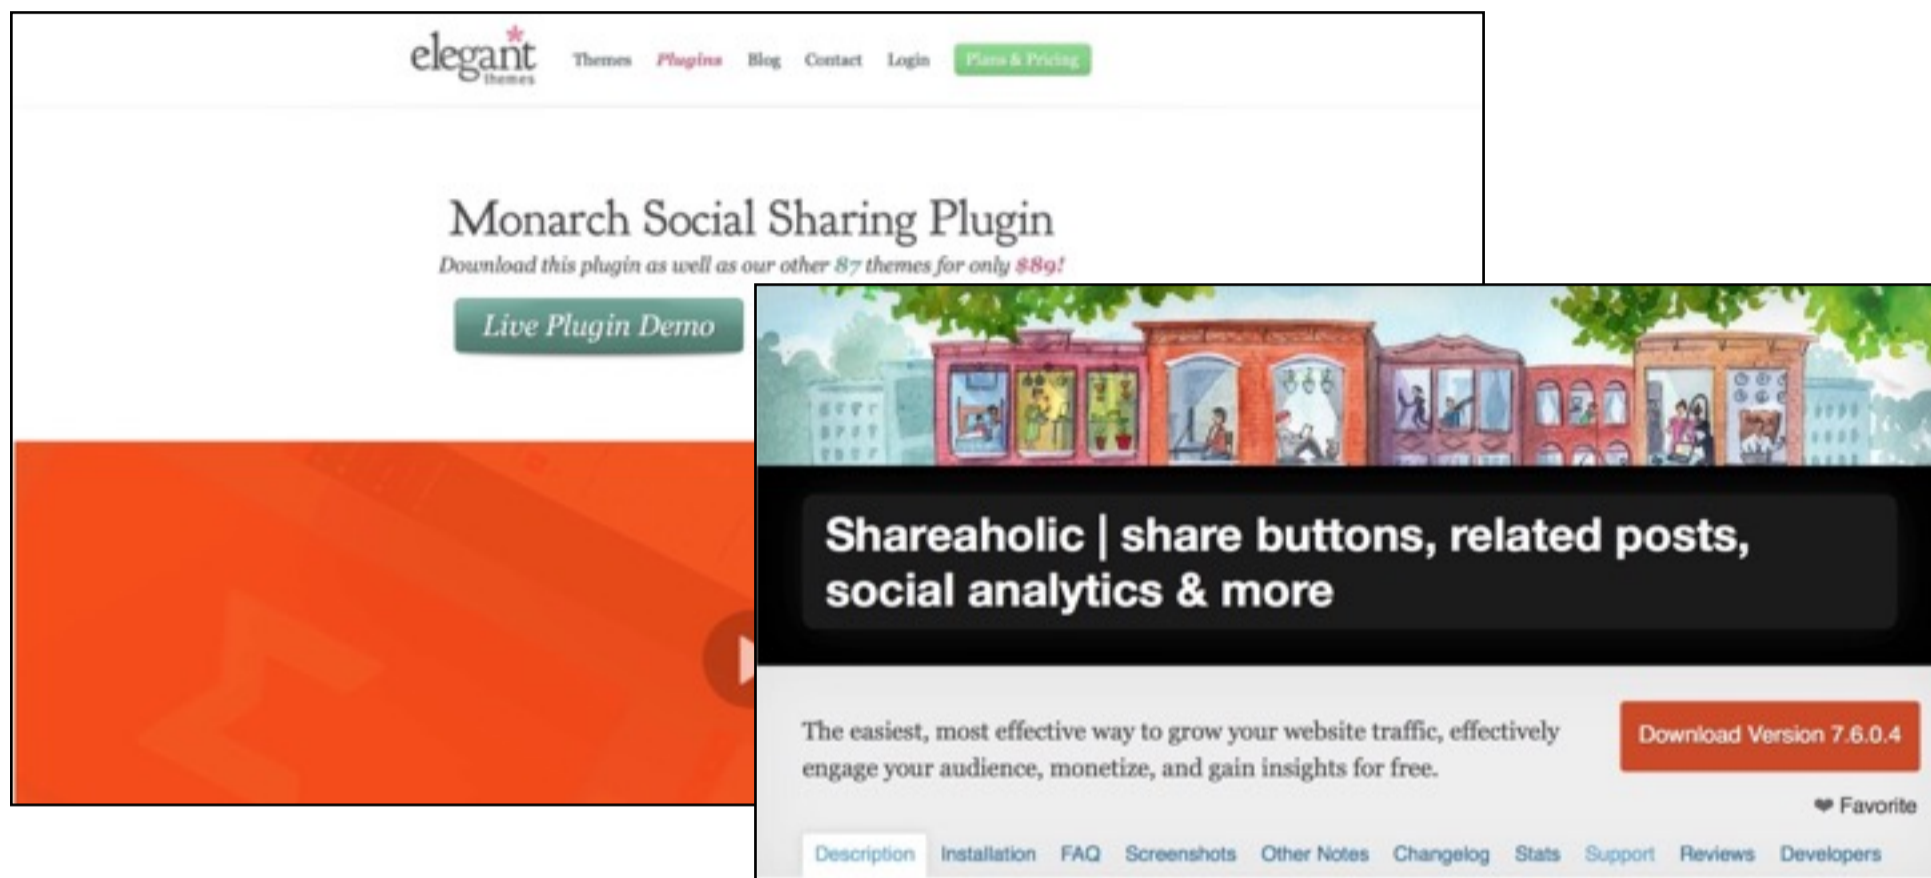 elegant themes
Themes Plugins Blog Contact Login Plans & Pricing
Monarch Social Sharing Plugin
Download this plugin as well as our other 87 themes for only $89!
Live Plugin Demo
Shareaholic | share buttons, related posts,
social analytics & more
The easiest, most effective way to grow your website traffic, effectively
engage your audience, monetize, and gain insights for free.
Download Version 7.6.0.4
❤ Favorite
Description Installation FAQ Screenshots Other Notes Changelog Stats Support Reviews Developers